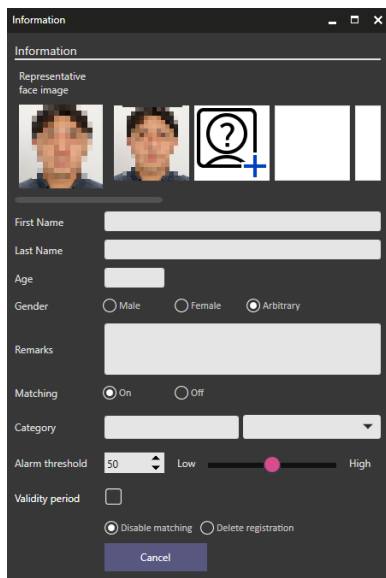 Information
Information
Representative
face image
?
First Name
Last Name
Age
Gender Male Female Arbitrary
Remarks
Matching On Off
Category
Alarm threshold 50 Low High
Validity period
Disable matching Delete registration
Cancel